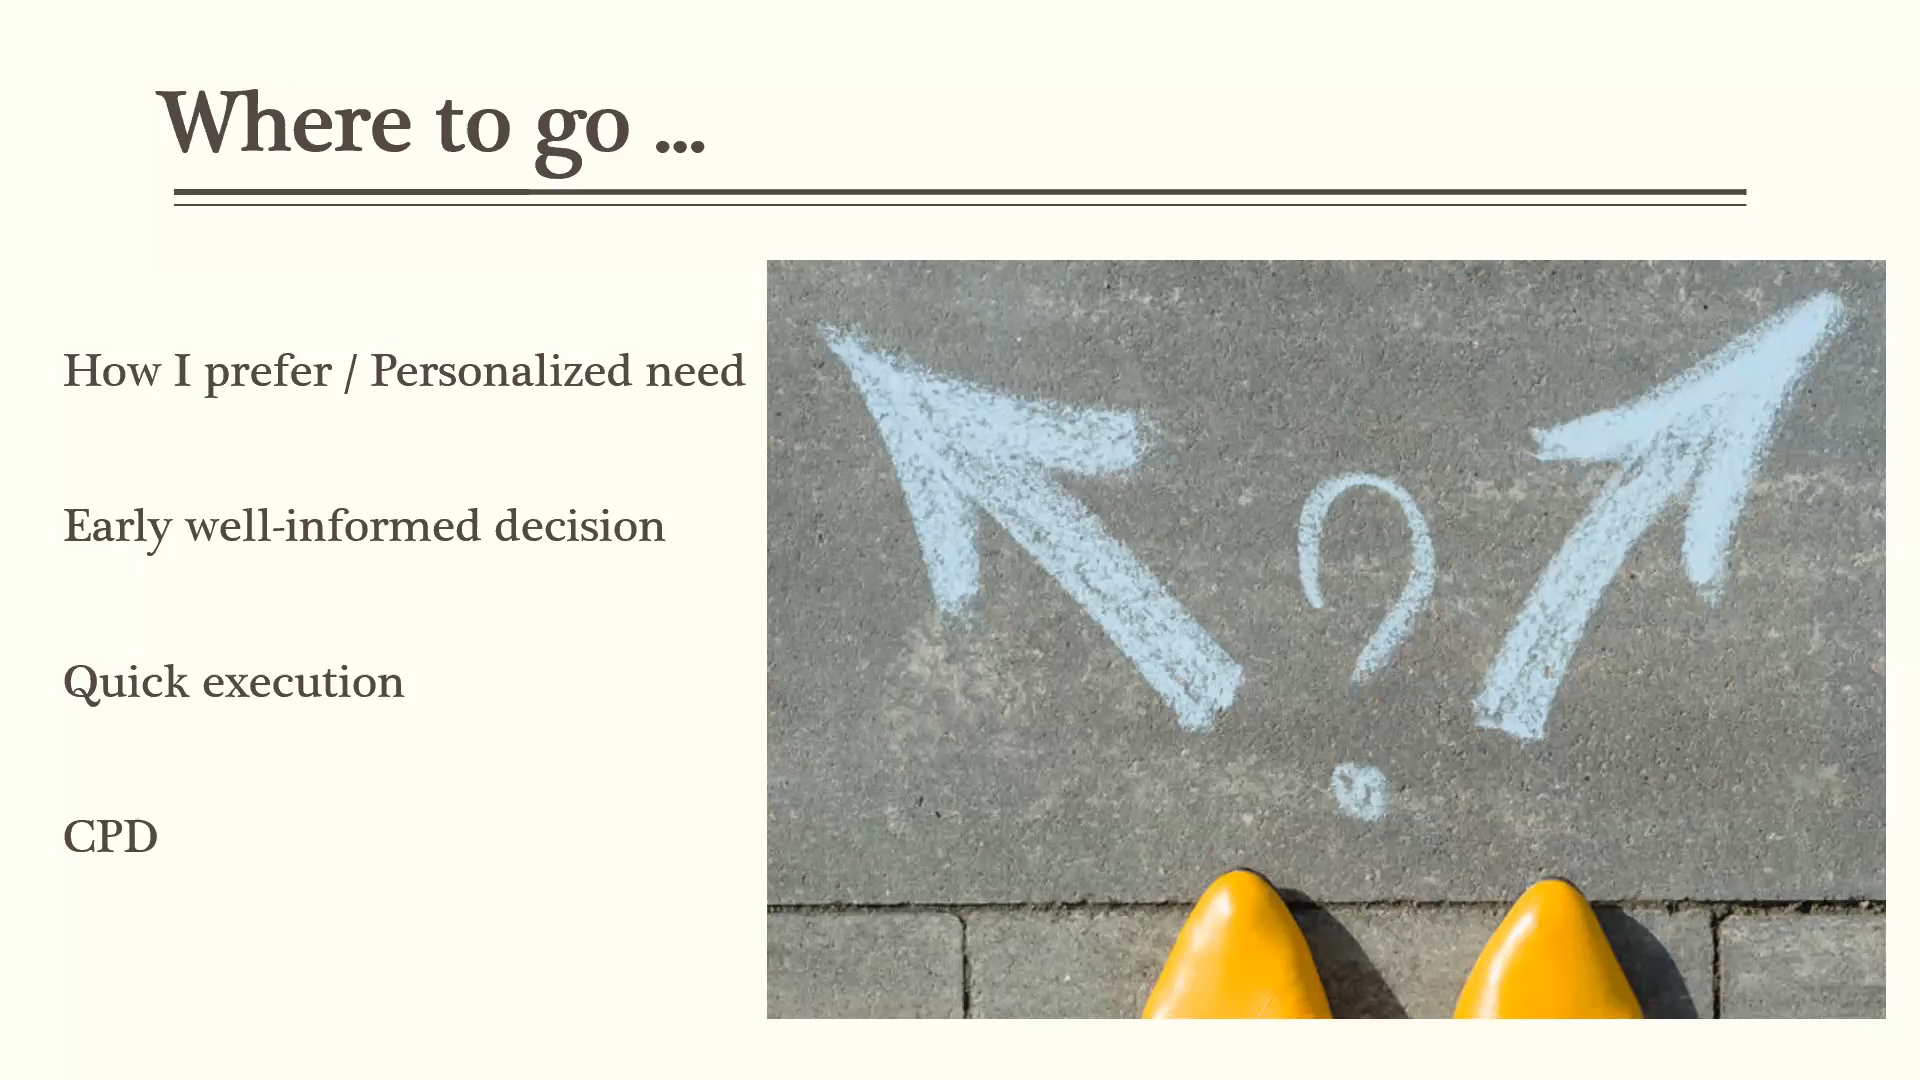 Where to go ...
How I prefer / Personalized need
Early well-informed decision
Quick execution
CPD
?